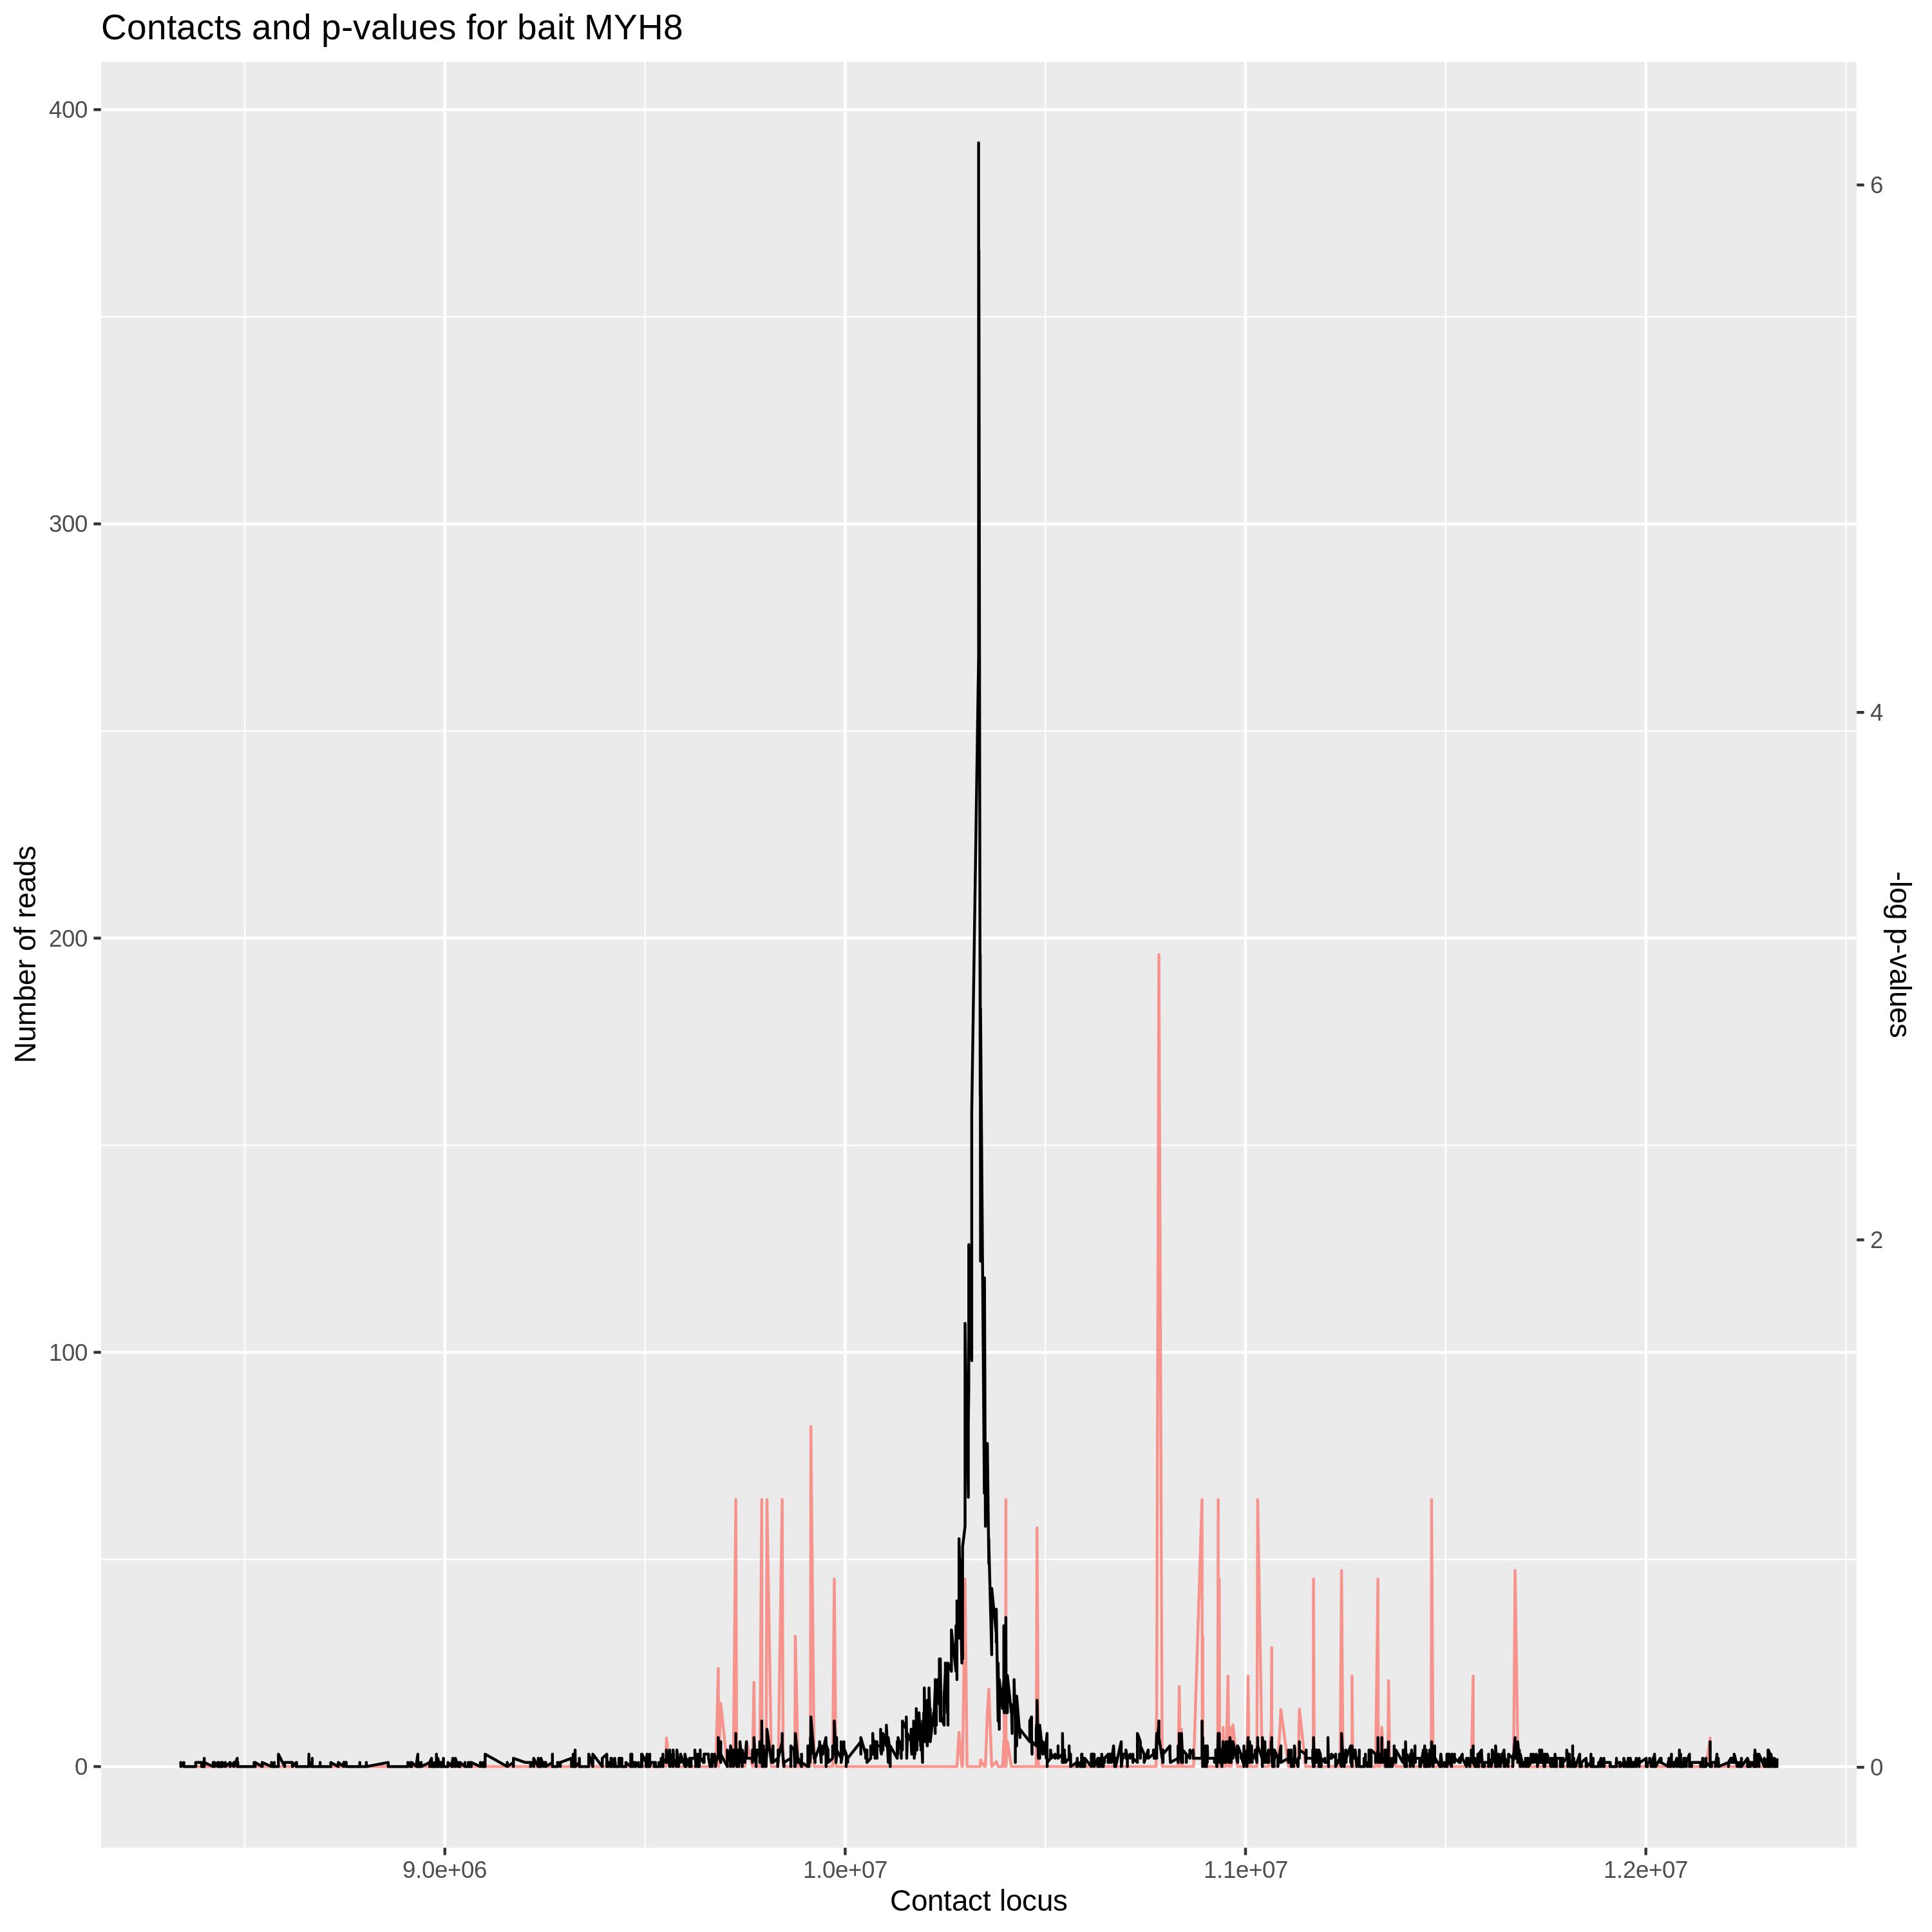 Contacts and p-values for bait MYH8
400
300
200
100
0
Number of reads
6
4
2
0
-log p-values
9.0e+06
1.0e+07
1.1e+07
1.2e+07
Contact locus